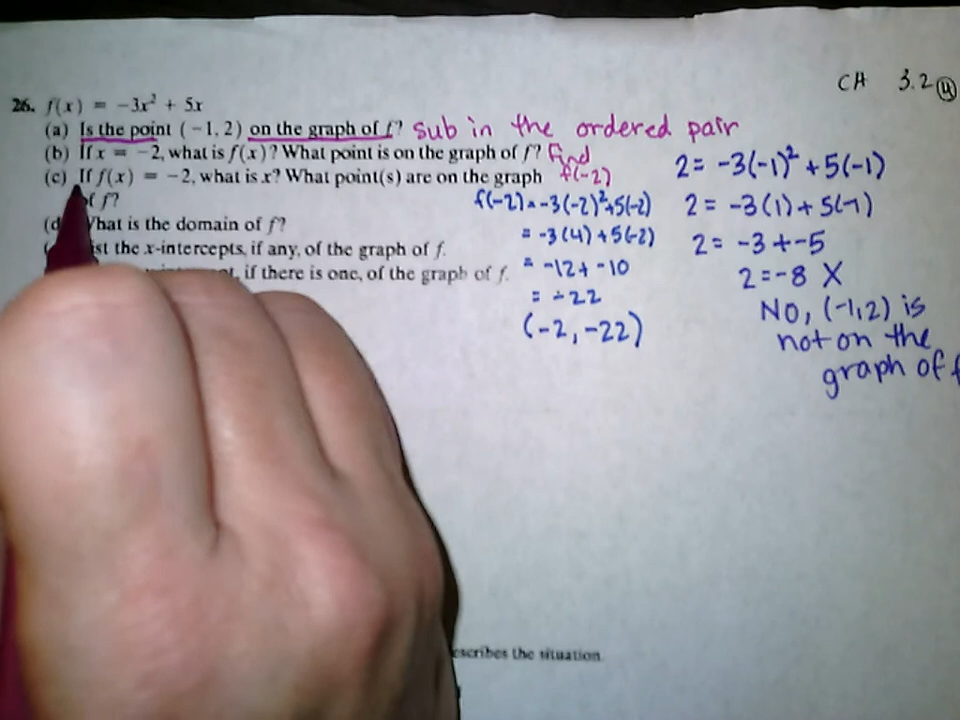 CH 3.2 (4)
26. f(x) = -3x² + 5x
(a) Is the point (-1, 2) on the graph of f? Sub in the ordered pair
(b) If x = -2, what is f(x)? What point is on the graph of f? Find f(-2)
(c) If f(x) = -2, what is x? What point(s) are on the graph
of f?
What is the domain of f?
the x-intercepts, if any, of the graph of f.
if there is one, of the graph of f.
f(-2) = -3(-2)²+5(-2)
= -3(4)+5(-2)
= -12+ -10
= -22
(-2, -22)
2 = -3(-1)² + 5(-1)
2 = -3(1) + 5(-1)
2 = -3 + -5
2 = -8 X
No, (-1,2) is
not on the
graph of f
the situation.